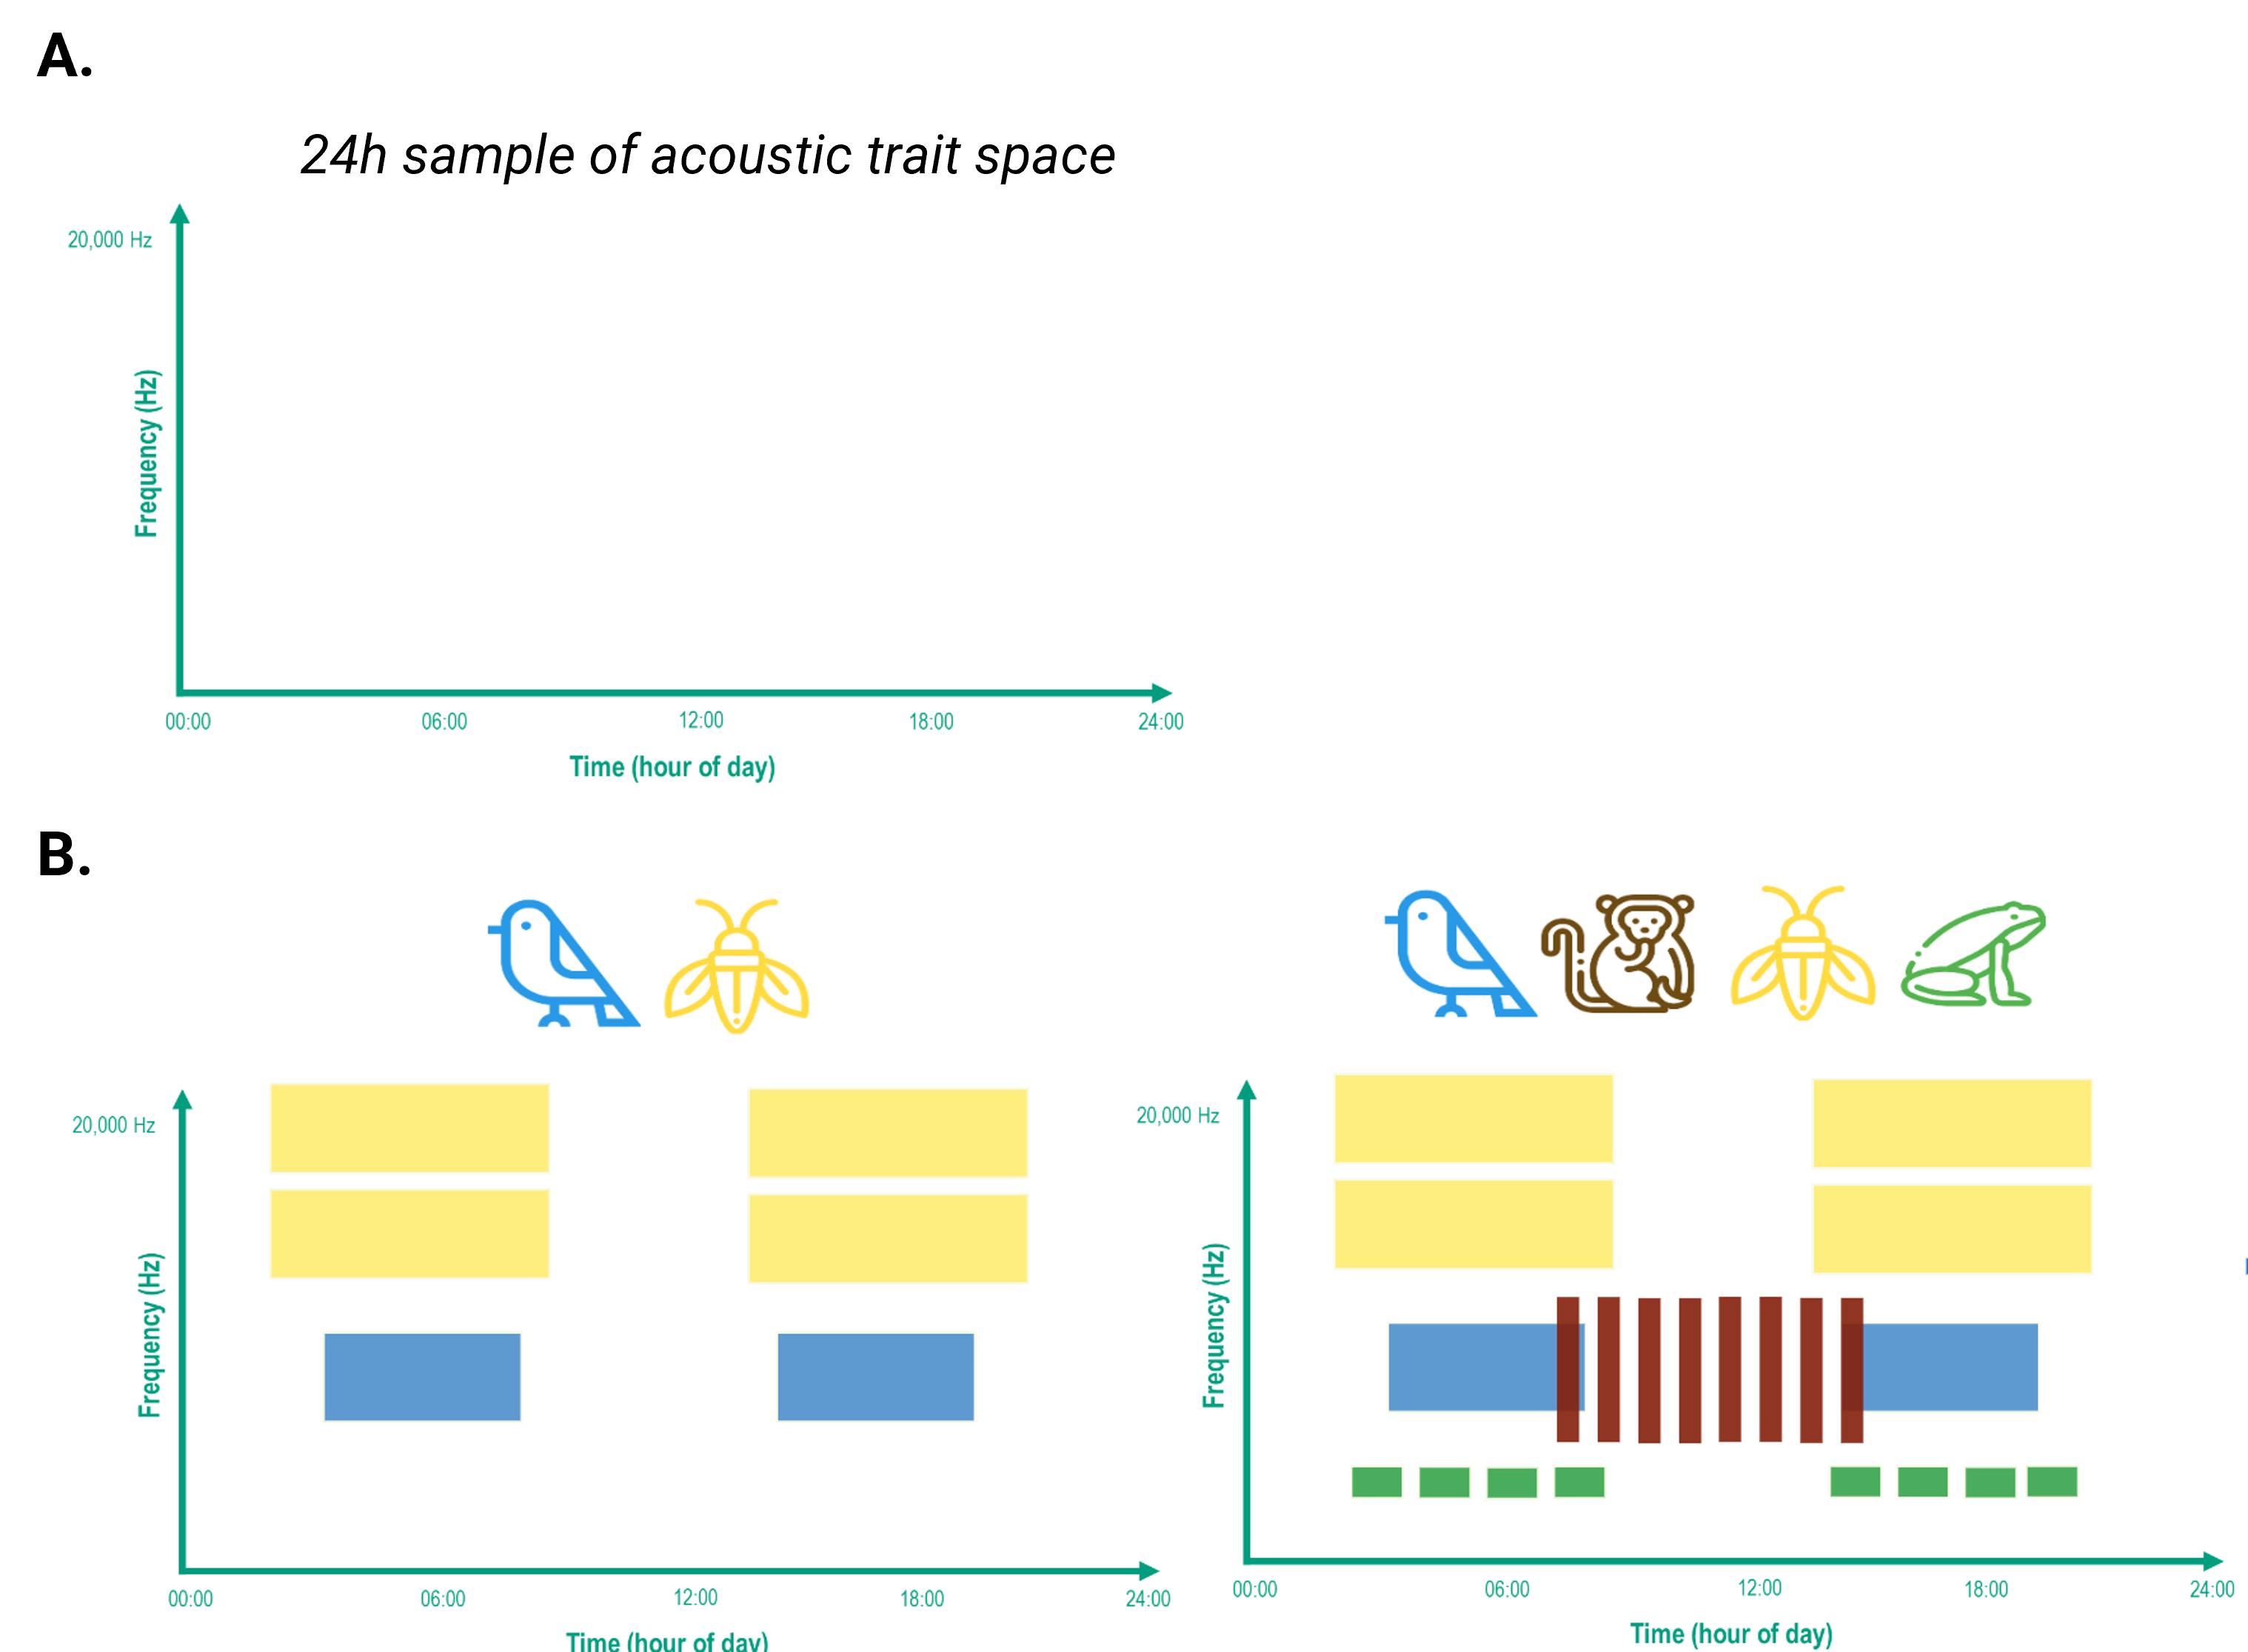 A.
24h sample of acoustic trait space
20,000 Hz
Frequency (Hz)
00:00 06:00 12:00 18:00 24:00
Time (hour of day)
B.
20,000 Hz
Frequency (Hz)
00:00 06:00 12:00 18:00 24:00
Time (hour of day)
20,000 Hz
Frequency (Hz)
00:00 06:00 12:00 18:00 24:00
Time (hour of day)